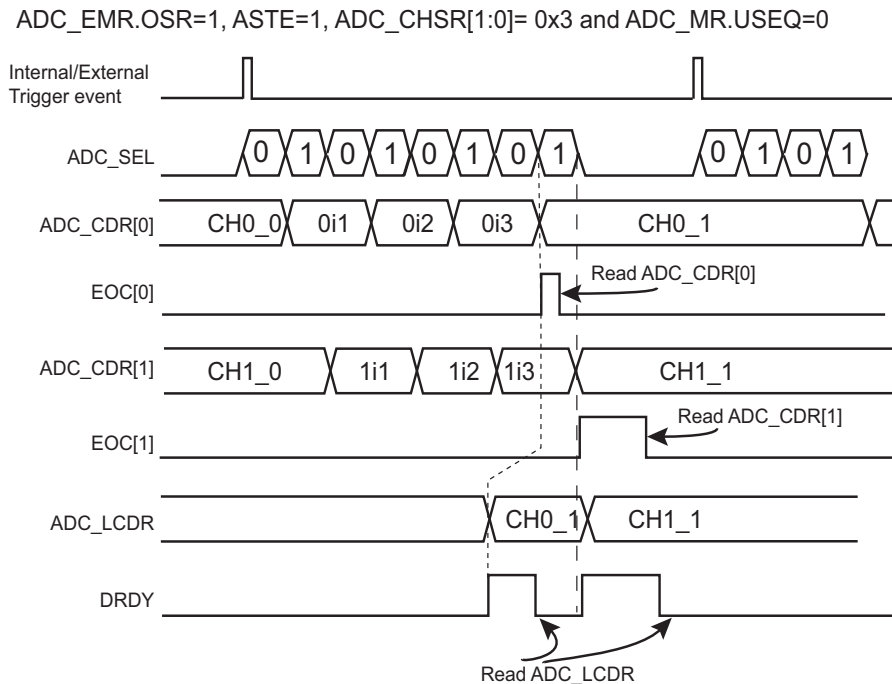 ADC_EMR.OSR=1, ASTE=1, ADC_CHSR[1:0]= 0x3 and ADC_MR.USEQ=0
Internal/External
Trigger event
ADC_SEL 0 1 0 1 0 1 0 1 0 1 0 1
ADC_CDR[0] CH0_0 0i1 0i2 0i3 CH0_1
EOC[0] Read ADC_CDR[0]
ADC_CDR[1] CH1_0 1i1 1i2 1i3 CH1_1
EOC[1] Read ADC_CDR[1]
ADC_LCDR CH0_1 CH1_1
DRDY
Read ADC_LCDR